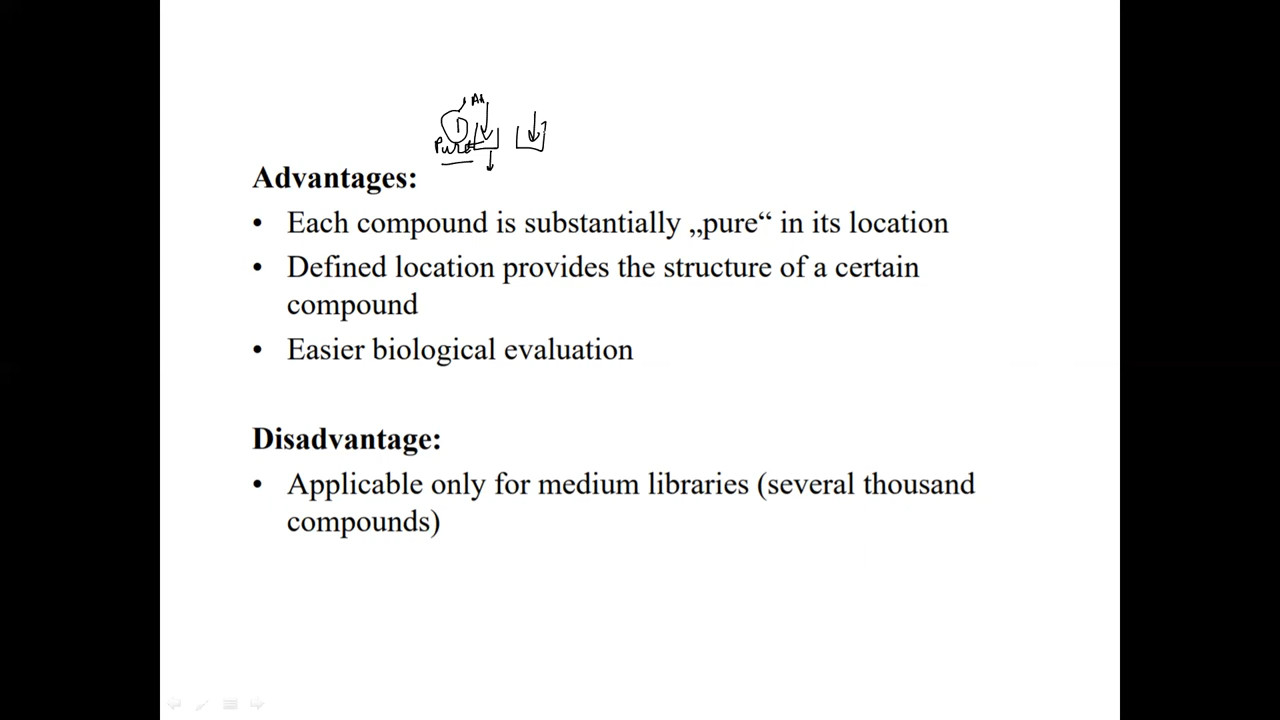 Pure
Advantages:
• Each compound is substantially „pure“ in its location
• Defined location provides the structure of a certain
compound
• Easier biological evaluation
Disadvantage:
• Applicable only for medium libraries (several thousand
compounds)